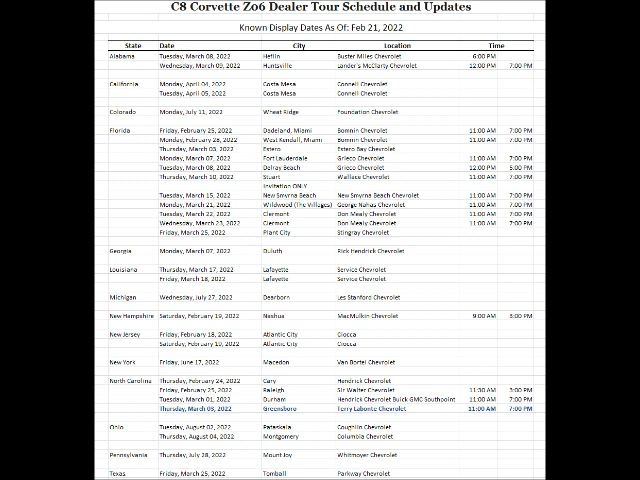 C8 Corvette Z06 Dealer Tour Schedule and Updates
Known Display Dates As Of: Feb 21, 2022
State Date City Location Time
Alabama Tuesday, March 08, 2022 Heflin Buster Miles Chevrolet 6:00 PM
Wednesday, March 09, 2022 Huntsville Lander's McClarty Chevrolet 12:00 PM 7:00 PM
California Monday, April 04, 2022 Costa Mesa Connell Chevrolet
Tuesday, April 05, 2022 Costa Mesa Connell Chevrolet
Colorado Monday, July 11, 2022 Wheat Ridge Foundation Chevrolet
Florida Friday, February 25, 2022 Dadeland, Miami Bomnin Chevrolet 11:00 AM 7:00 PM
Monday, February 28, 2022 West Kendall, Miami Bomnin Chevrolet 11:00 AM 7:00 PM
Thursday, March 03, 2022 Estero Estero Bay Chevrolet
Monday, March 07, 2022 Fort Lauderdale Grieco Chevrolet 11:00 AM 7:00 PM
Tuesday, March 08, 2022 Delray Beach Grieco Chevrolet 12:00 PM 5:00 PM
Thursday, March 10, 2022 Stuart Wallace Chevrolet 11:00 AM 7:00 PM
Invitation ONLY
Tuesday, March 15, 2022 New Smyrna Beach New Smyrna Beach Chevrolet 11:00 AM 7:00 PM
Monday, March 21, 2022 Wildwood (The Villages) George Nahas Chevrolet 11:00 AM 7:00 PM
Tuesday, March 22, 2022 Clermont Don Mealy Chevrolet 11:00 AM 7:00 PM
Wednesday, March 23, 2022 Clermont Don Mealy Chevrolet 11:00 AM 7:00 PM
Friday, March 25, 2022 Plant City Stingray Chevrolet
Georgia Monday, March 07, 2022 Duluth Rick Hendrick Chevrolet
Louisiana Thursday, March 17, 2022 Lafayette Service Chevrolet
Friday, March 18, 2022 Lafayette Service Chevrolet
Michigan Wednesday, July 27, 2022 Dearborn Les Stanford Chevrolet
New Hampshire Saturday, February 19, 2022 Nashua MacMulkin Chevrolet 9:00 AM 3:00 PM
New Jersey Friday, February 18, 2022 Atlantic City Ciocca
Saturday, February 19, 2022 Atlantic City Ciocca
New York Friday, June 17, 2022 Macedon Van Bortel Chevrolet
North Carolina Thursday, February 24, 2022 Cary Hendrick Chevrolet
Friday, February 25, 2022 Raleigh Sir Walter Chevrolet 11:30 AM 3:00 PM
Tuesday, March 01, 2022 Durham Hendrick Chevrolet Buick GMC Southpoint 11:00 AM 7:00 PM
Thursday, March 03, 2022 Greensboro Terry Labonte Chevrolet 11:00 AM 7:00 PM
Ohio Tuesday, August 02, 2022 Pataskala Coughlin Chevrolet
Thursday, August 04, 2022 Montgomery Columbia Chevrolet
Pennsylvania Thursday, July 28, 2022 Mount Joy Whitmoyer Chevrolet
Texas Friday, March 25, 2022 Tomball Parkway Chevrolet